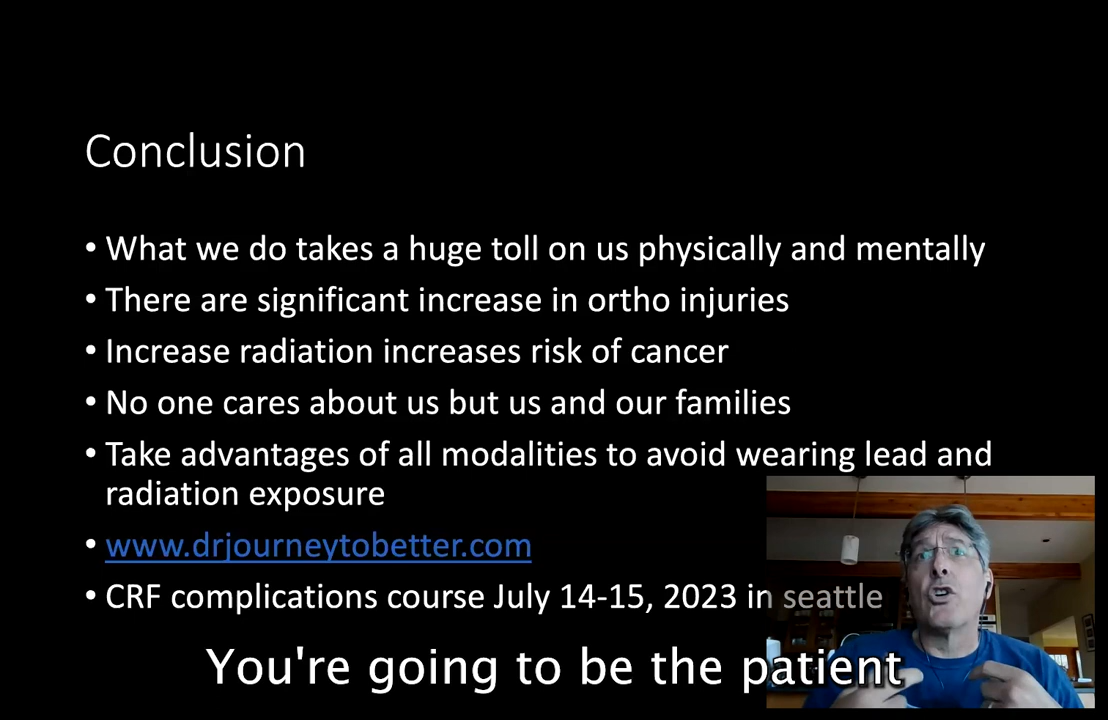 Conclusion
• What we do takes a huge toll on us physically and mentally
• There are significant increase in ortho injuries
• Increase radiation increases risk of cancer
• No one cares about us but us and our families
• Take advantages of all modalities to avoid wearing lead and
radiation exposure
• www.drjourneytobetter.com
• CRF complications course July 14-15, 2023 in seattle
You're going to be the patient